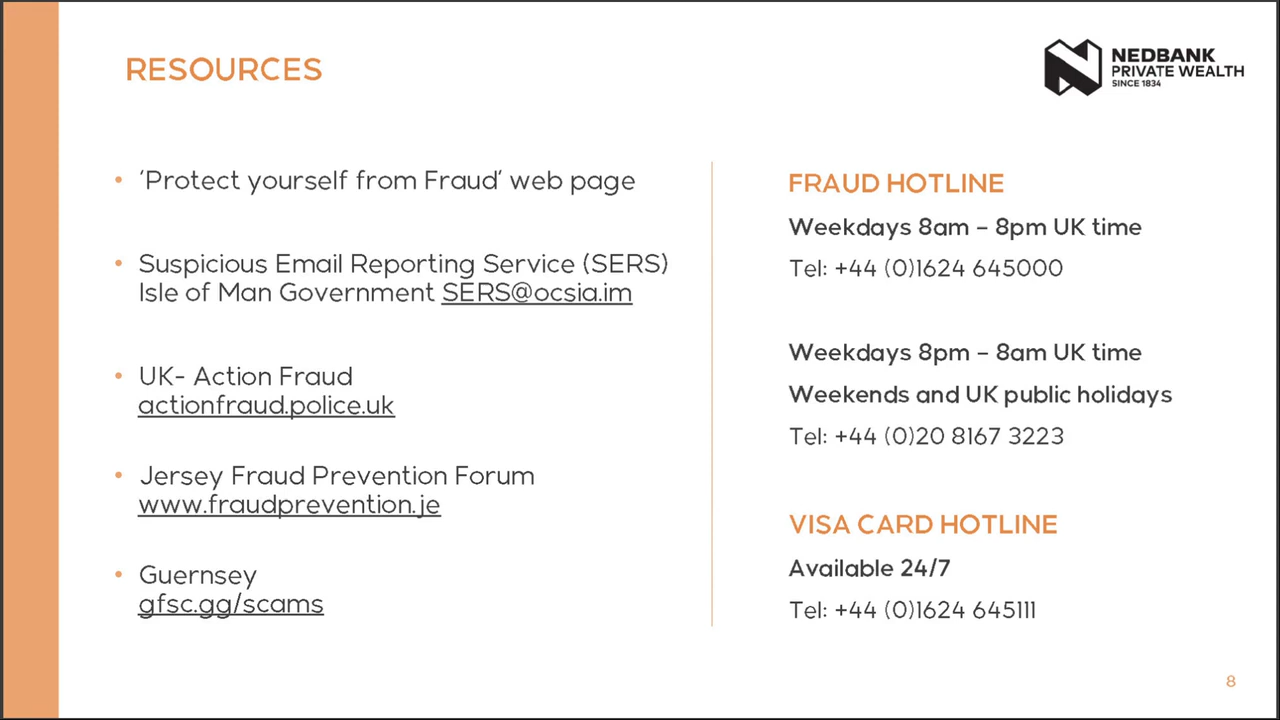 RESOURCES
NEDBANK
PRIVATE WEALTH
SINCE 1834
• ‘Protect yourself from Fraud’ web page
• Suspicious Email Reporting Service (SERS)
Isle of Man Government SERS@ocsia.im
• UK- Action Fraud
actionfraud.police.uk
• Jersey Fraud Prevention Forum
www.fraudprevention.je
• Guernsey
gfsc.gg/scams
FRAUD HOTLINE
Weekdays 8am – 8pm UK time
Tel: +44 (0)1624 645000
Weekdays 8pm – 8am UK time
Weekends and UK public holidays
Tel: +44 (0)20 8167 3223
VISA CARD HOTLINE
Available 24/7
Tel: +44 (0)1624 645111
8